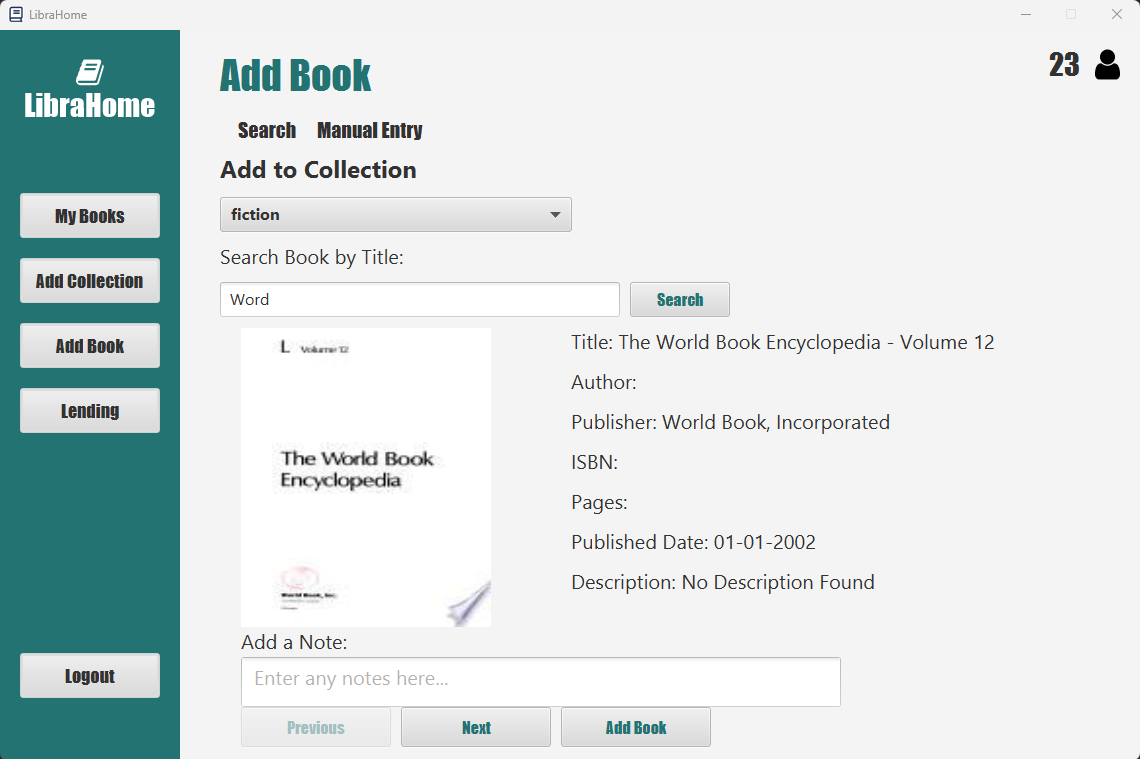 LibraHome
LibraHome
My Books
Add Collection
Add Book
Lending
Logout
Add Book
23
Search Manual Entry
Add to Collection
fiction
Search Book by Title:
Word
Search
L Volume 12
The World Book
Encyclopedia
World Book, Inc.
Title: The World Book Encyclopedia - Volume 12
Author:
Publisher: World Book, Incorporated
ISBN:
Pages:
Published Date: 01-01-2002
Description: No Description Found
Add a Note:
Enter any notes here...
Previous Next Add Book